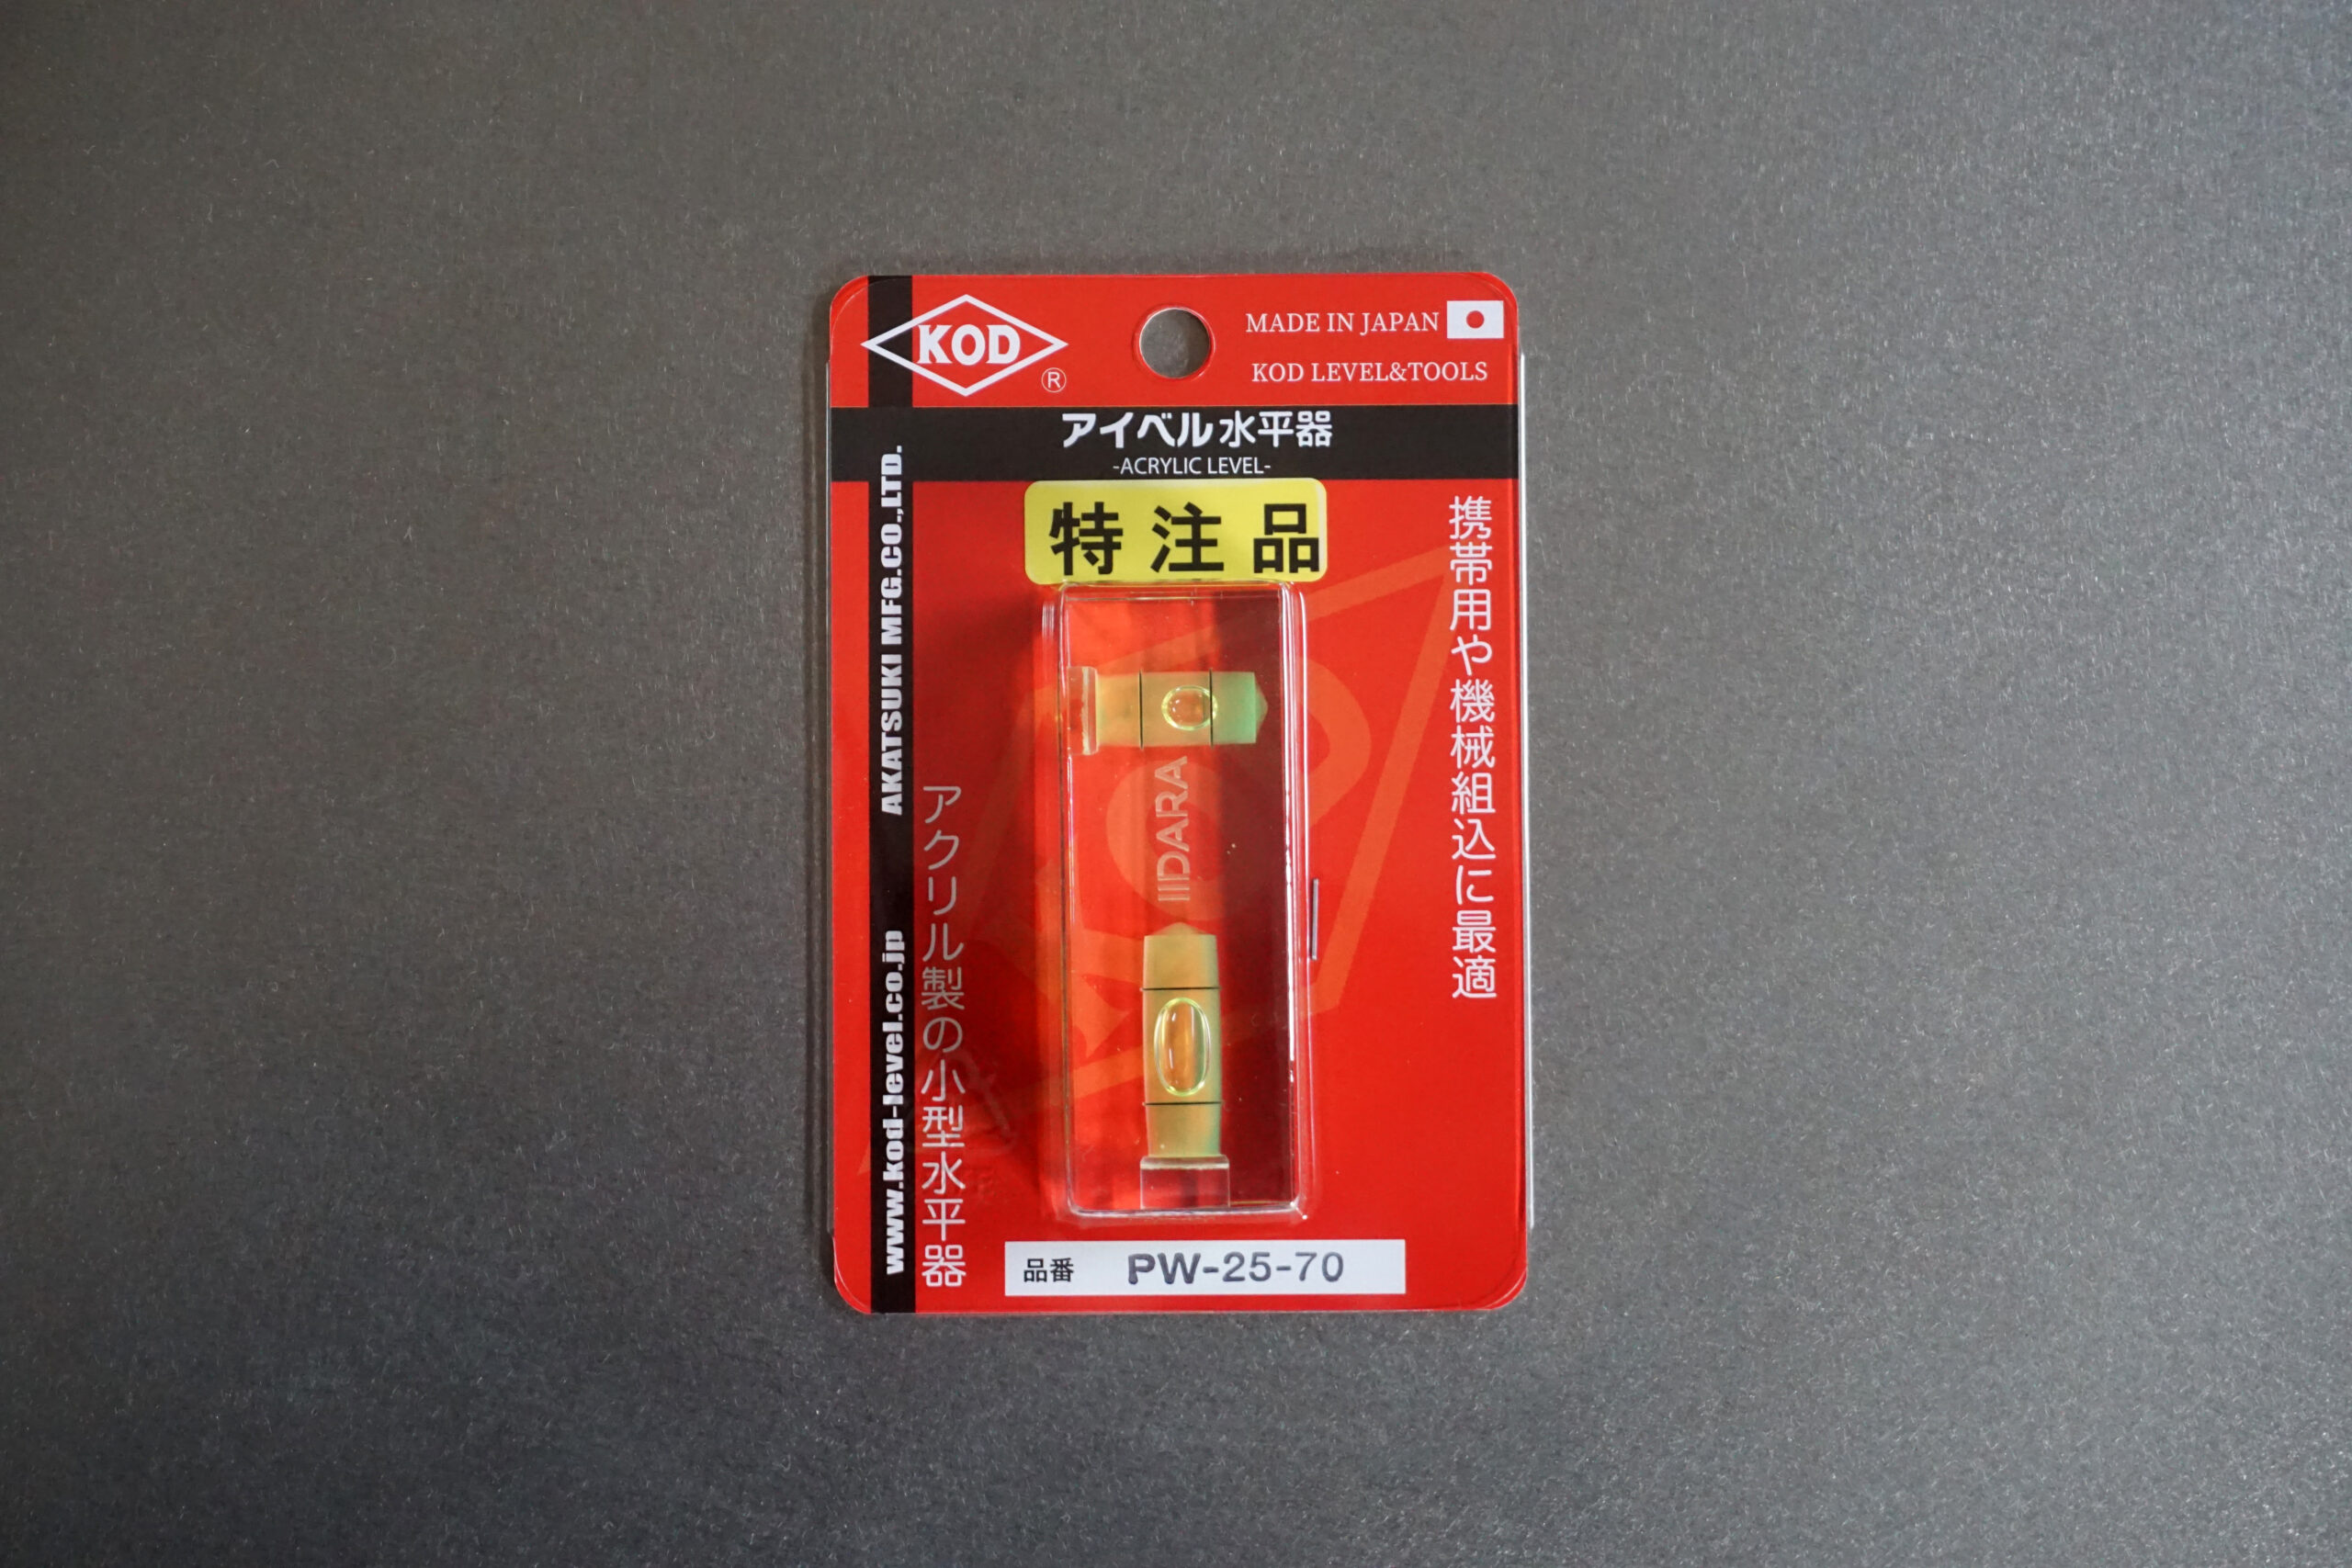 KOD
®
MADE IN JAPAN
KOD LEVEL&TOOLS
アイベル水平器
-ACRYLIC LEVEL-
特注品
携帯用や機械組込に最適
AKATSUKI MFG.CO.,LTD.
www.kod-level.co.jp
アクリル製の小型水平器
IIDARA
品番 PW-25-70